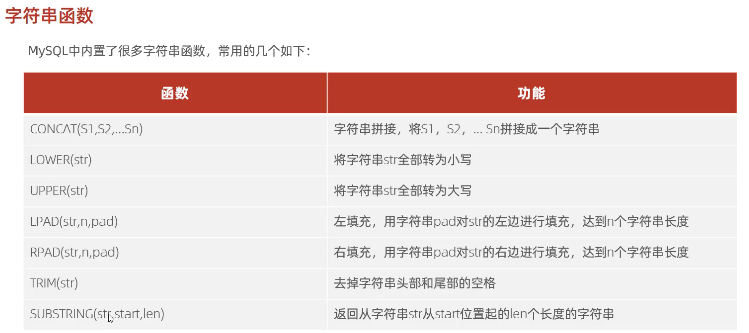 字符串函数
MySQL中内置了很多字符串函数，常用的几个如下：
函数 功能
CONCAT(S1,S2,...Sn) 字符串拼接，将S1，S2，... Sn拼接成一个字符串
LOWER(str) 将字符串str全部转为小写
UPPER(str) 将字符串str全部转为大写
LPAD(str,n,pad) 左填充，用字符串pad对str的左边进行填充，达到n个字符串长度
RPAD(str,n,pad) 右填充，用字符串pad对str的右边进行填充，达到n个字符串长度
TRIM(str) 去掉字符串头部和尾部的空格
SUBSTRING(str,start,len) 返回从字符串str从start位置起的len个长度的字符串